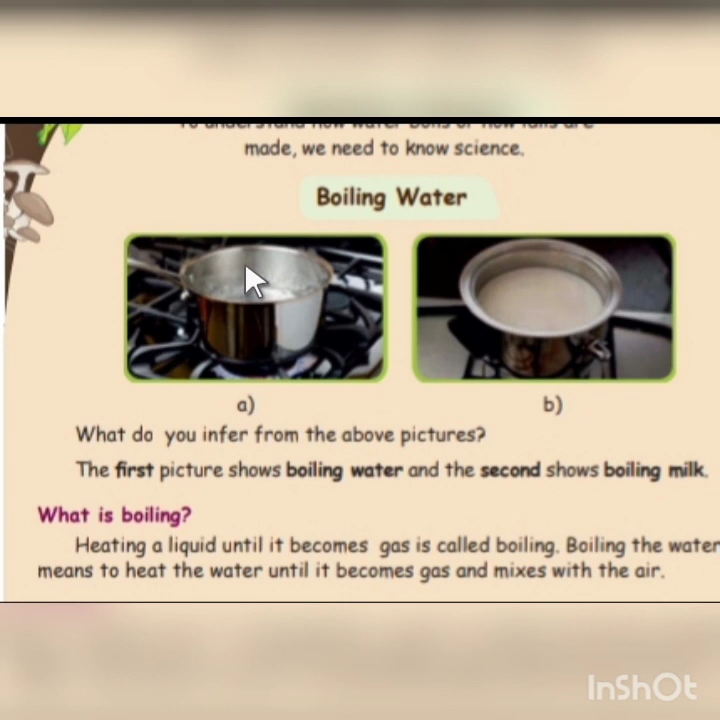 made, we need to know science.
Boiling Water
a)
b)
What do you infer from the above pictures?
The first picture shows boiling water and the second shows boiling milk.
What is boiling?
Heating a liquid until it becomes gas is called boiling. Boiling the water
means to heat the water until it becomes gas and mixes with the air.
InShOt